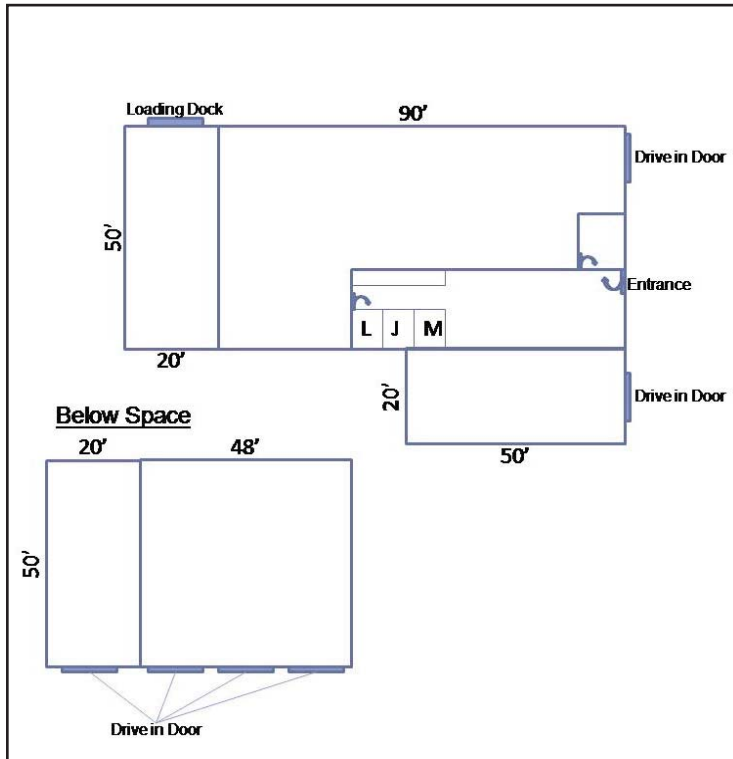 Loading Dock
90’
Drive in Door
50’
Entrance
L J M
20’
20’
Drive in Door
50’
Below Space
20’ 48’
50’
Drive in Door